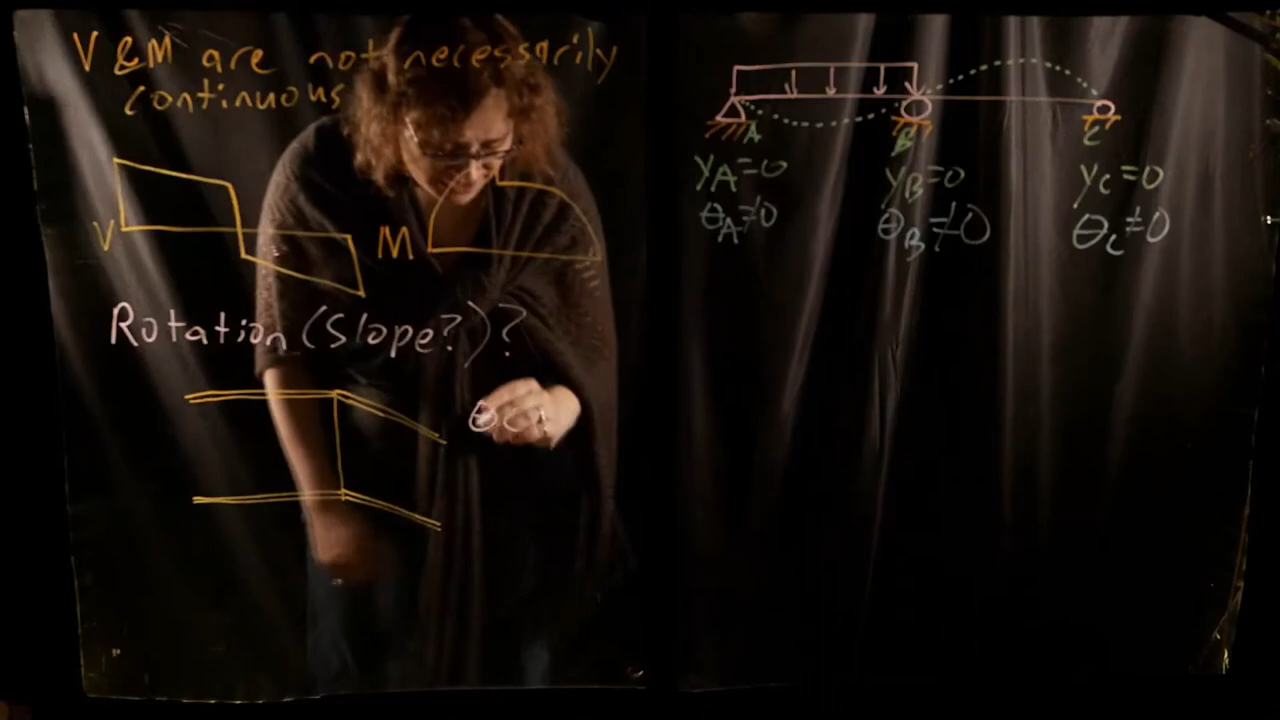 V & M are not necessarily
continuous
V
M
Rotation (Slope?)?
θ C
A
B
C
yA=0
yB=0
yC=0
θA≠0
θB≠0
θC≠0